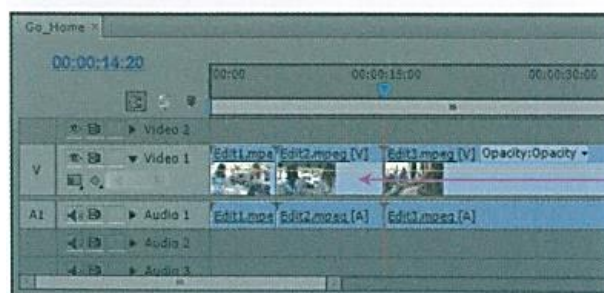 Go_Home ×
00:00:14:20
00:00 00:00:15:00 00:00:30:00
Video 2
V Video 1 Edit1.mpe Edit2.mpeg [V] Edit3.mpeg [V] Opacity:Opacity
A1 Audio 1 Edit1.mpe Edit2.mpeg [A] Edit3.mpeg [A]
Audio 2
Audio 3